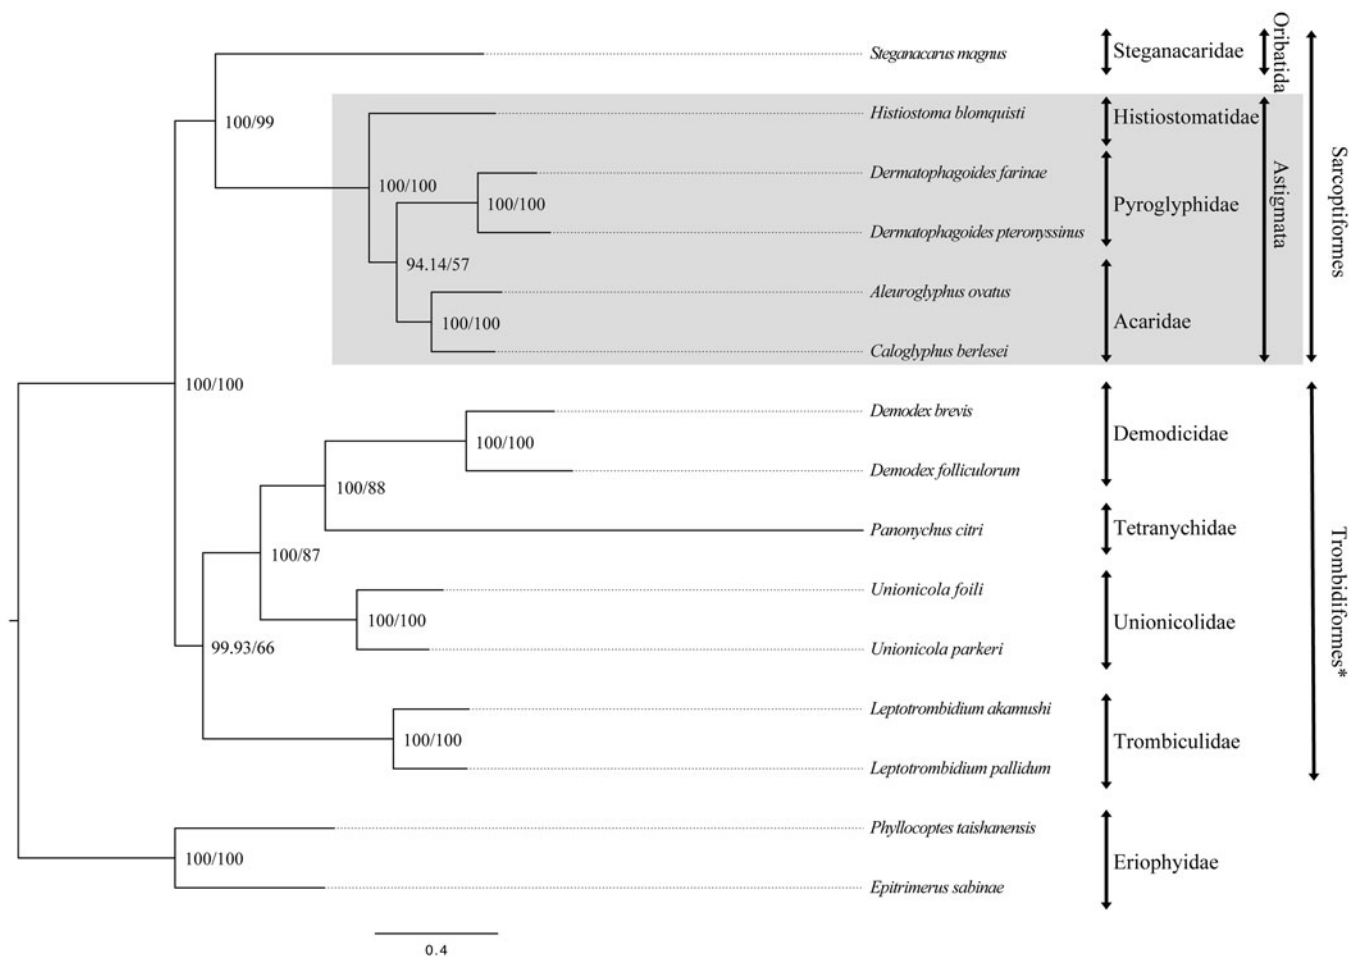 Steganacarus magnus
Steganacaridae
Oribatida
100/99
Histiostoma blomquisti
Histiostomatidae
Sarcoptiformes
Astigmata
Dermatophagoides farinae
100/100
100/100
Pyroglyphidae
Dermatophagoides pteronyssinus
94.14/57
Aleuroglyphus ovatus
100/100
Acaridae
Caloglyphus berlesei
100/100
Demodex brevis
100/100
Demodicidae
Demodex folliculorum
100/88
Panonychus citri
Tetranychidae
100/87
Trombidiformes*
Unionicola foili
100/100
Unionicolidae
Unionicola parkeri
99.93/66
Leptotrombidium akamushi
100/100
Trombiculidae
Leptotrombidium pallidum
Phyllocoptes taishanensis
100/100
Eriophyidae
Epitrimerus sabinae
0.4